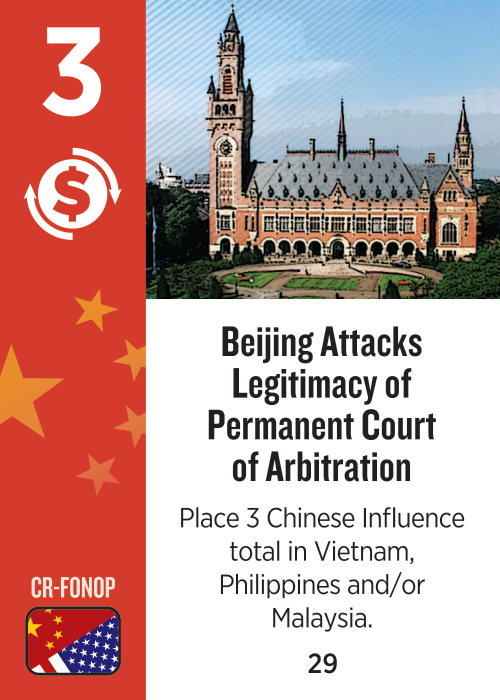 3
$
Beijing Attacks
Legitimacy of
Permanent Court
of Arbitration
Place 3 Chinese Influence
total in Vietnam,
Philippines and/or
Malaysia.
CR-FONOP
29